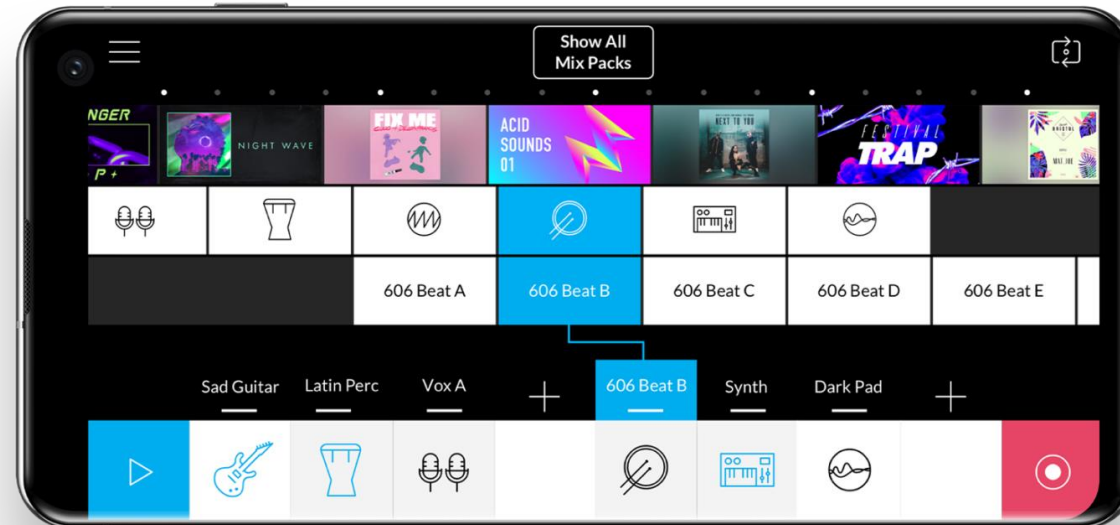 Show All
Mix Packs
NGER
P +
NIGHT WAVE
FIX ME
ACID
SOUNDS
01
NEXT TO YOU
FESTIVAL
TRAP
BRISTOL
606 Beat A
606 Beat B
606 Beat C
606 Beat D
606 Beat E
Sad Guitar
Latin Perc
Vox A
606 Beat B
Synth
Dark Pad